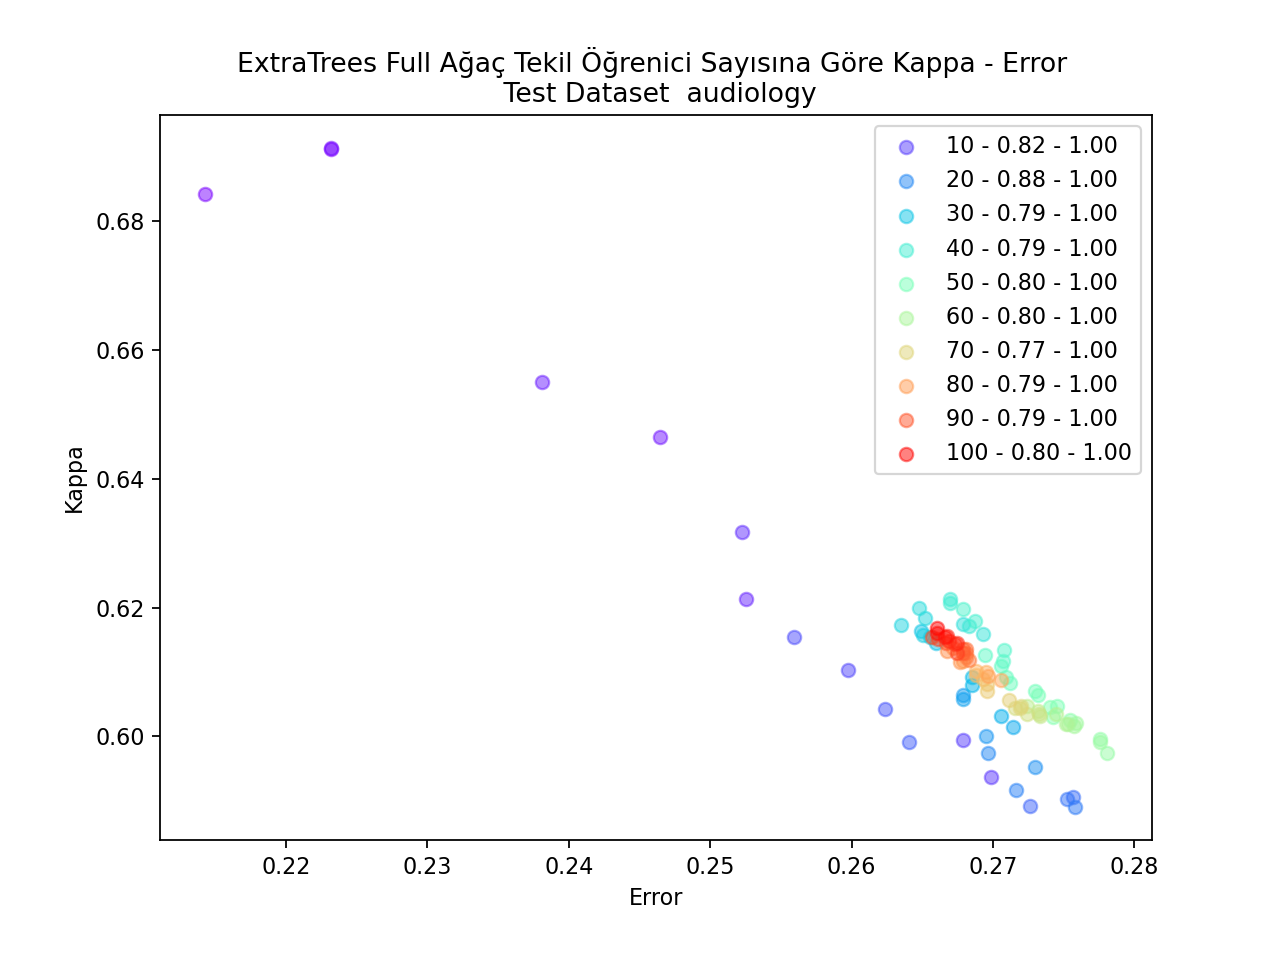 ExtraTrees Full Ağaç Tekil Öğrenici Sayısına Göre Kappa - Error
Test Dataset  audiology
10 - 0.82 - 1.00
20 - 0.88 - 1.00
30 - 0.79 - 1.00
40 - 0.79 - 1.00
50 - 0.80 - 1.00
60 - 0.80 - 1.00
70 - 0.77 - 1.00
80 - 0.79 - 1.00
90 - 0.79 - 1.00
100 - 0.80 - 1.00
Kappa
0.68
0.66
0.64
0.62
0.60
0.22 0.23 0.24 0.25 0.26 0.27 0.28
Error